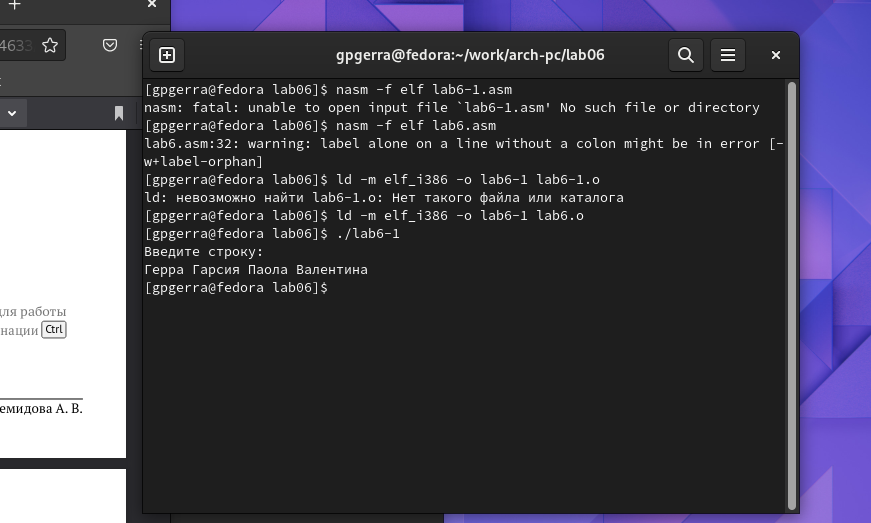 4633
gpgerra@fedora:~/work/arch-pc/lab06
[gpgerra@fedora lab06]$ nasm -f elf lab6-1.asm
nasm: fatal: unable to open input file `lab6-1.asm' No such file or directory
[gpgerra@fedora lab06]$ nasm -f elf lab6.asm
lab6.asm:32: warning: label alone on a line without a colon might be in error [-
w+label-orphan]
[gpgerra@fedora lab06]$ ld -m elf_i386 -o lab6-1 lab6-1.o
ld: невозможно найти lab6-1.o: Нет такого файла или каталога
[gpgerra@fedora lab06]$ ld -m elf_i386 -o lab6-1 lab6.o
[gpgerra@fedora lab06]$ ./lab6-1
Введите строку:
Герра Гарсия Паола Валентина
[gpgerra@fedora lab06]$
для работы
нации Ctrl
емидова А. В.